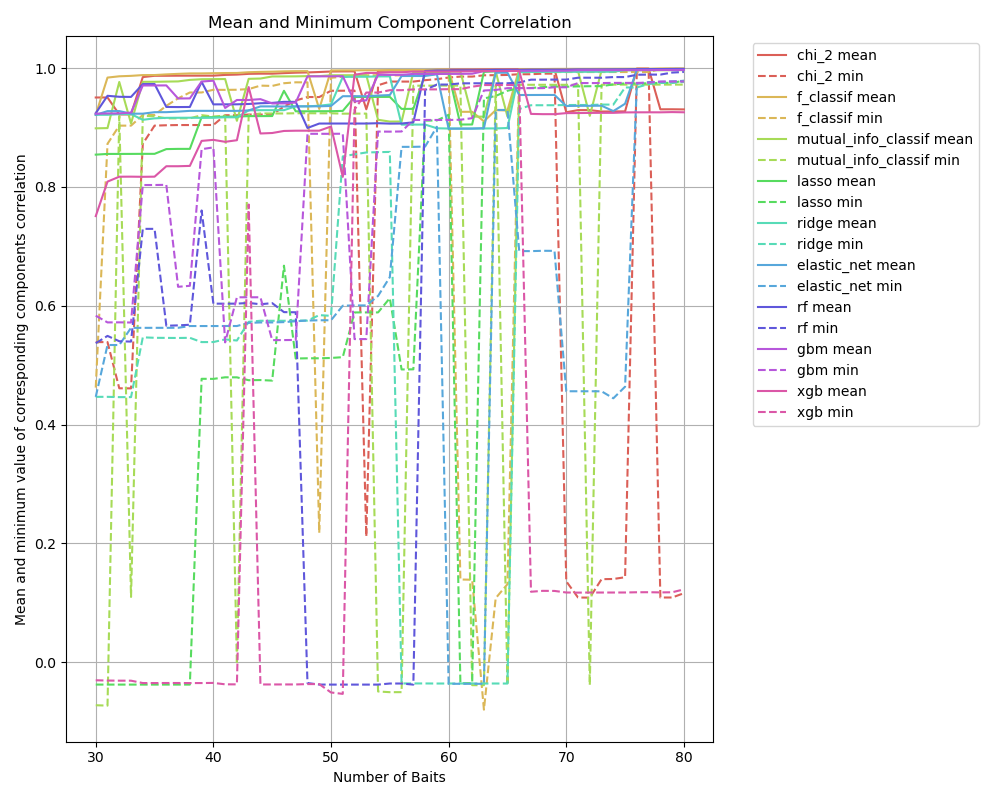 Mean and Minimum Component Correlation
Mean and minimum value of corresponding components correlation
1.0
0.8
0.6
0.4
0.2
0.0
30
40
50
60
70
80
Number of Baits
chi_2 mean
chi_2 min
f_classif mean
f_classif min
mutual_info_classif mean
mutual_info_classif min
lasso mean
lasso min
ridge mean
ridge min
elastic_net mean
elastic_net min
rf mean
rf min
gbm mean
gbm min
xgb mean
xgb min